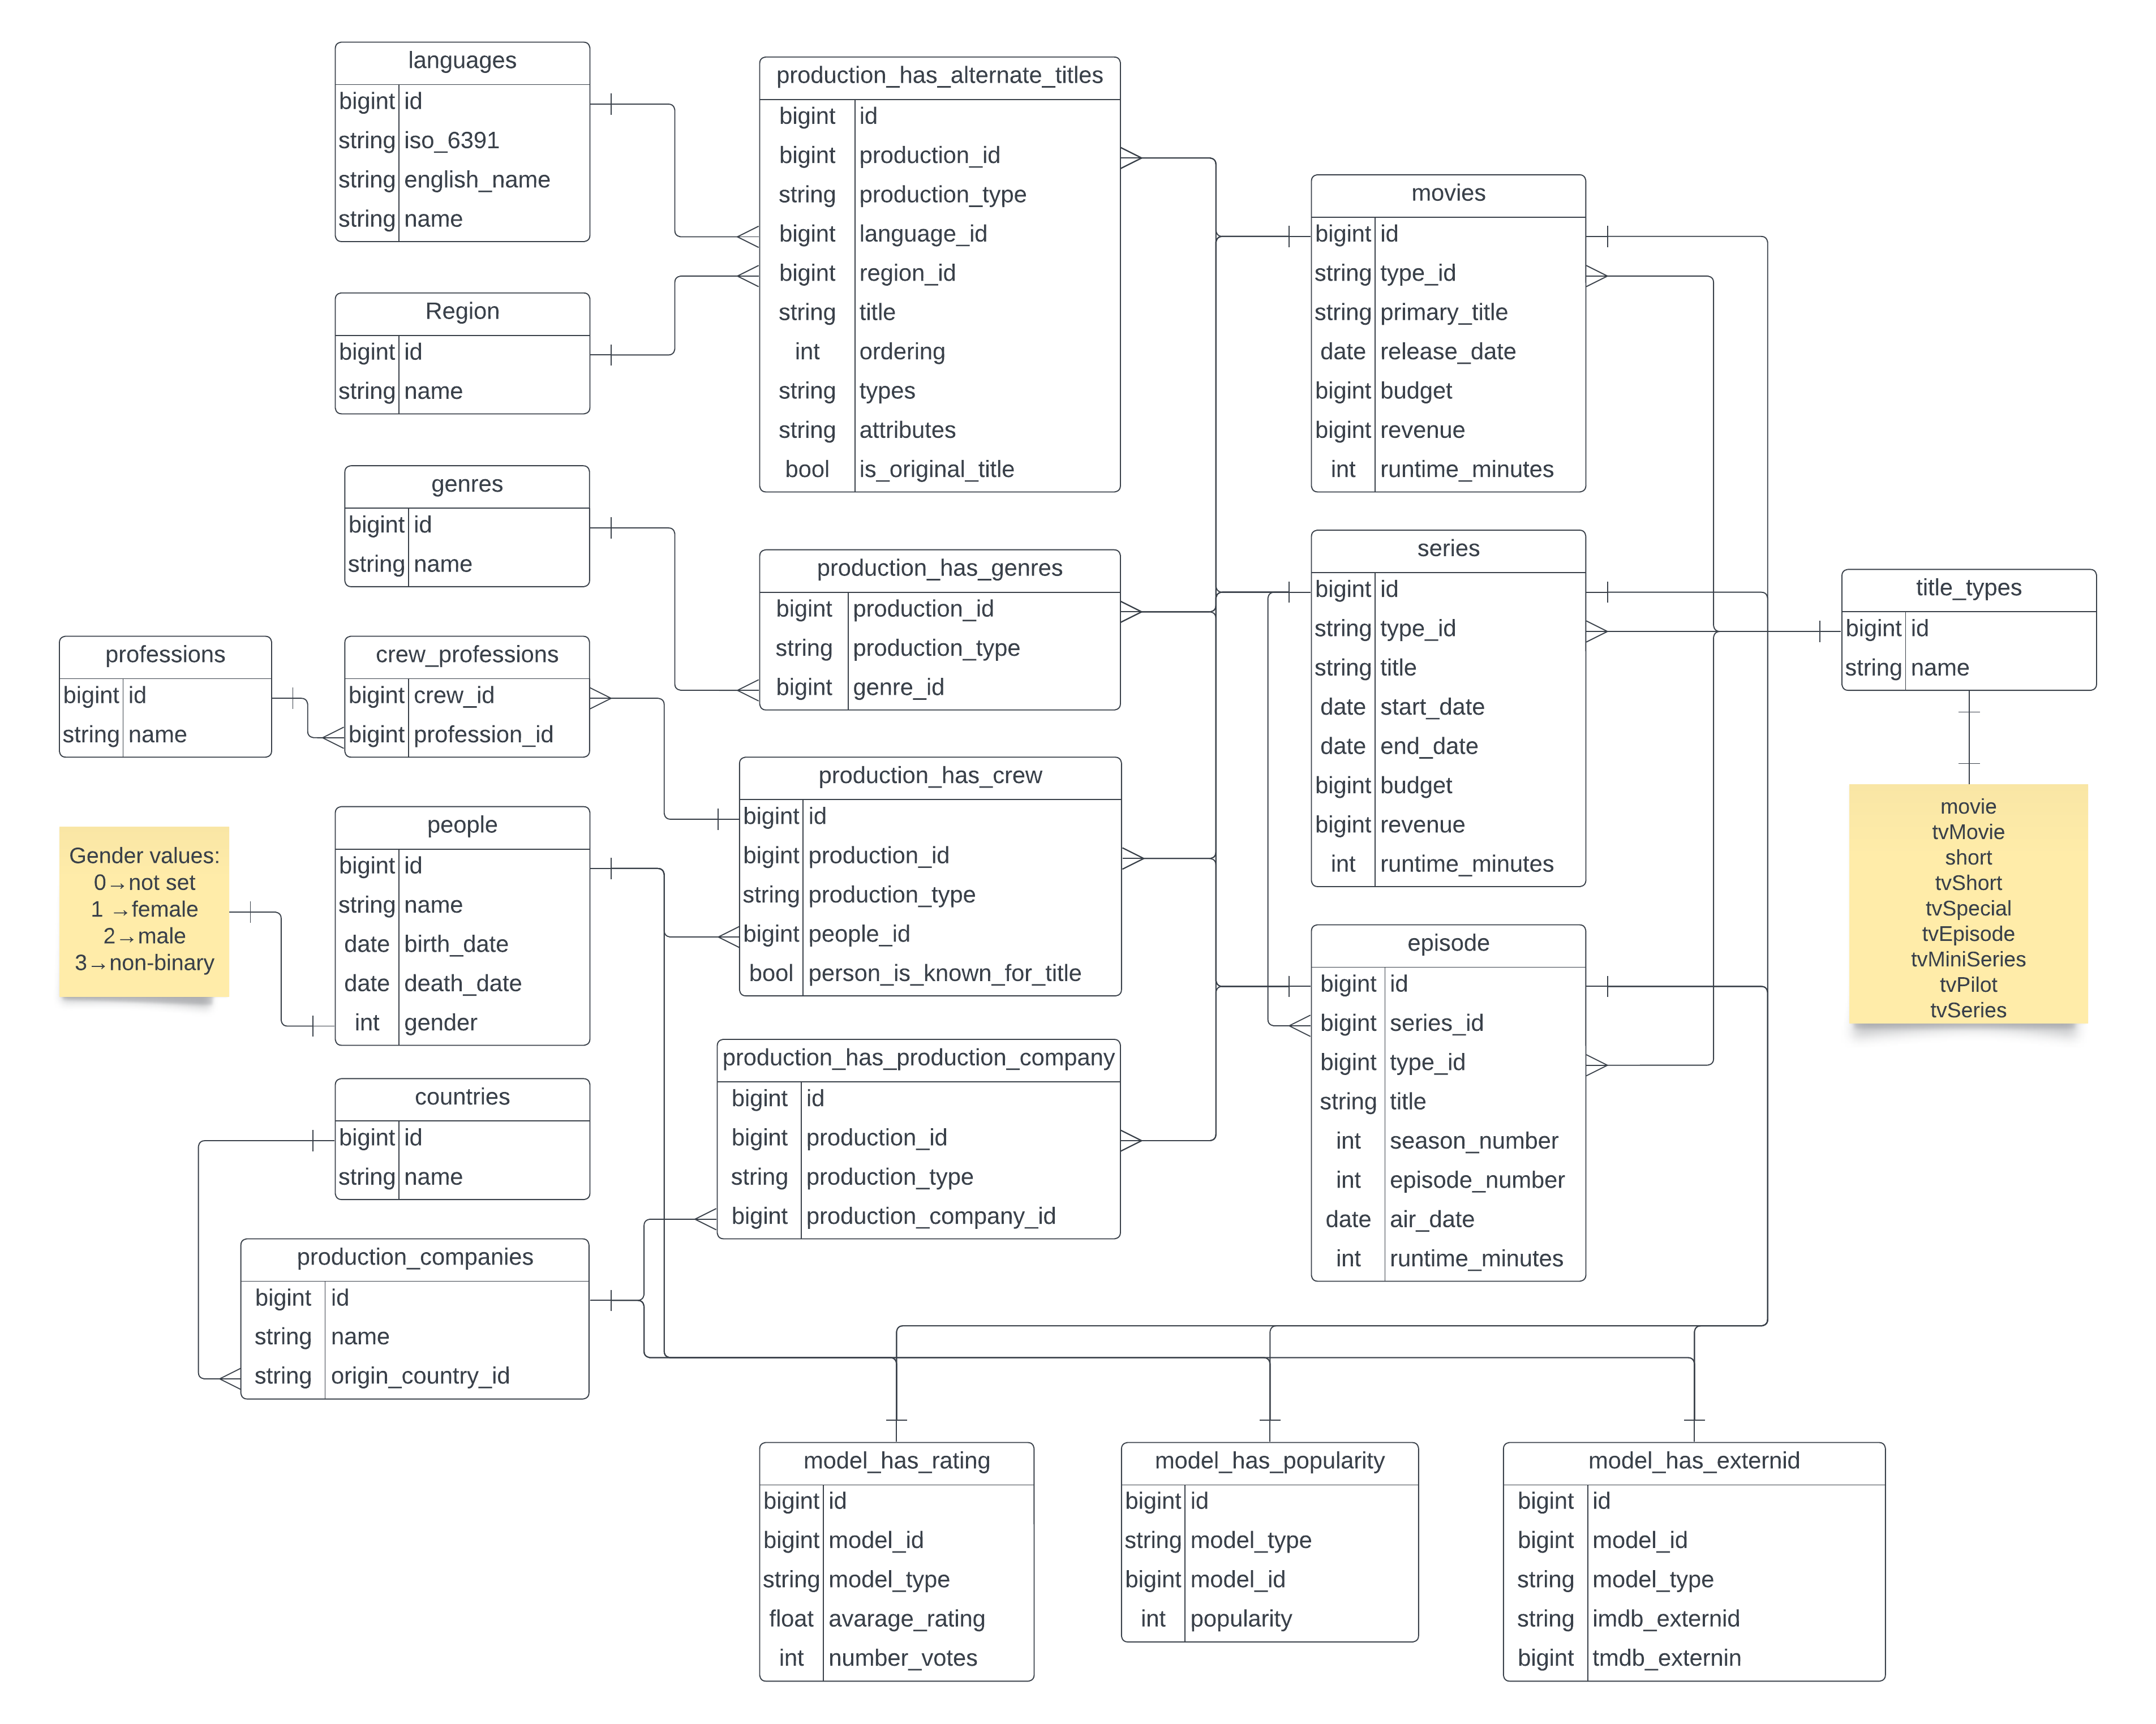 languages
bigint id
string iso_6391
string english_name
string name
production_has_alternate_titles
bigint id
bigint production_id
string production_type
bigint language_id
bigint region_id
string title
int ordering
string types
string attributes
bool is_original_title
movies
bigint id
string type_id
string primary_title
date release_date
bigint budget
bigint revenue
int runtime_minutes
Region
bigint id
string name
genres
bigint id
string name
production_has_genres
bigint production_id
string production_type
bigint genre_id
series
bigint id
string type_id
string title
date start_date
date end_date
bigint budget
bigint revenue
int runtime_minutes
title_types
bigint id
string name
movie
tvMovie
short
tvShort
tvSpecial
tvEpisode
tvMiniSeries
tvPilot
tvSeries
professions
bigint id
string name
crew_professions
bigint crew_id
bigint profession_id
production_has_crew
bigint id
bigint production_id
string production_type
bigint people_id
bool person_is_known_for_title
Gender values:
0→not set
1 →female
2→male
3→non-binary
people
bigint id
string name
date birth_date
date death_date
int gender
episode
bigint id
bigint series_id
bigint type_id
string title
int season_number
int episode_number
date air_date
int runtime_minutes
production_has_production_company
bigint id
bigint production_id
string production_type
bigint production_company_id
countries
bigint id
string name
production_companies
bigint id
string name
string origin_country_id
model_has_rating
bigint id
bigint model_id
string model_type
float avarage_rating
int number_votes
model_has_popularity
bigint id
string model_type
bigint model_id
int popularity
model_has_externid
bigint id
bigint model_id
string model_type
string imdb_externid
bigint tmdb_externin